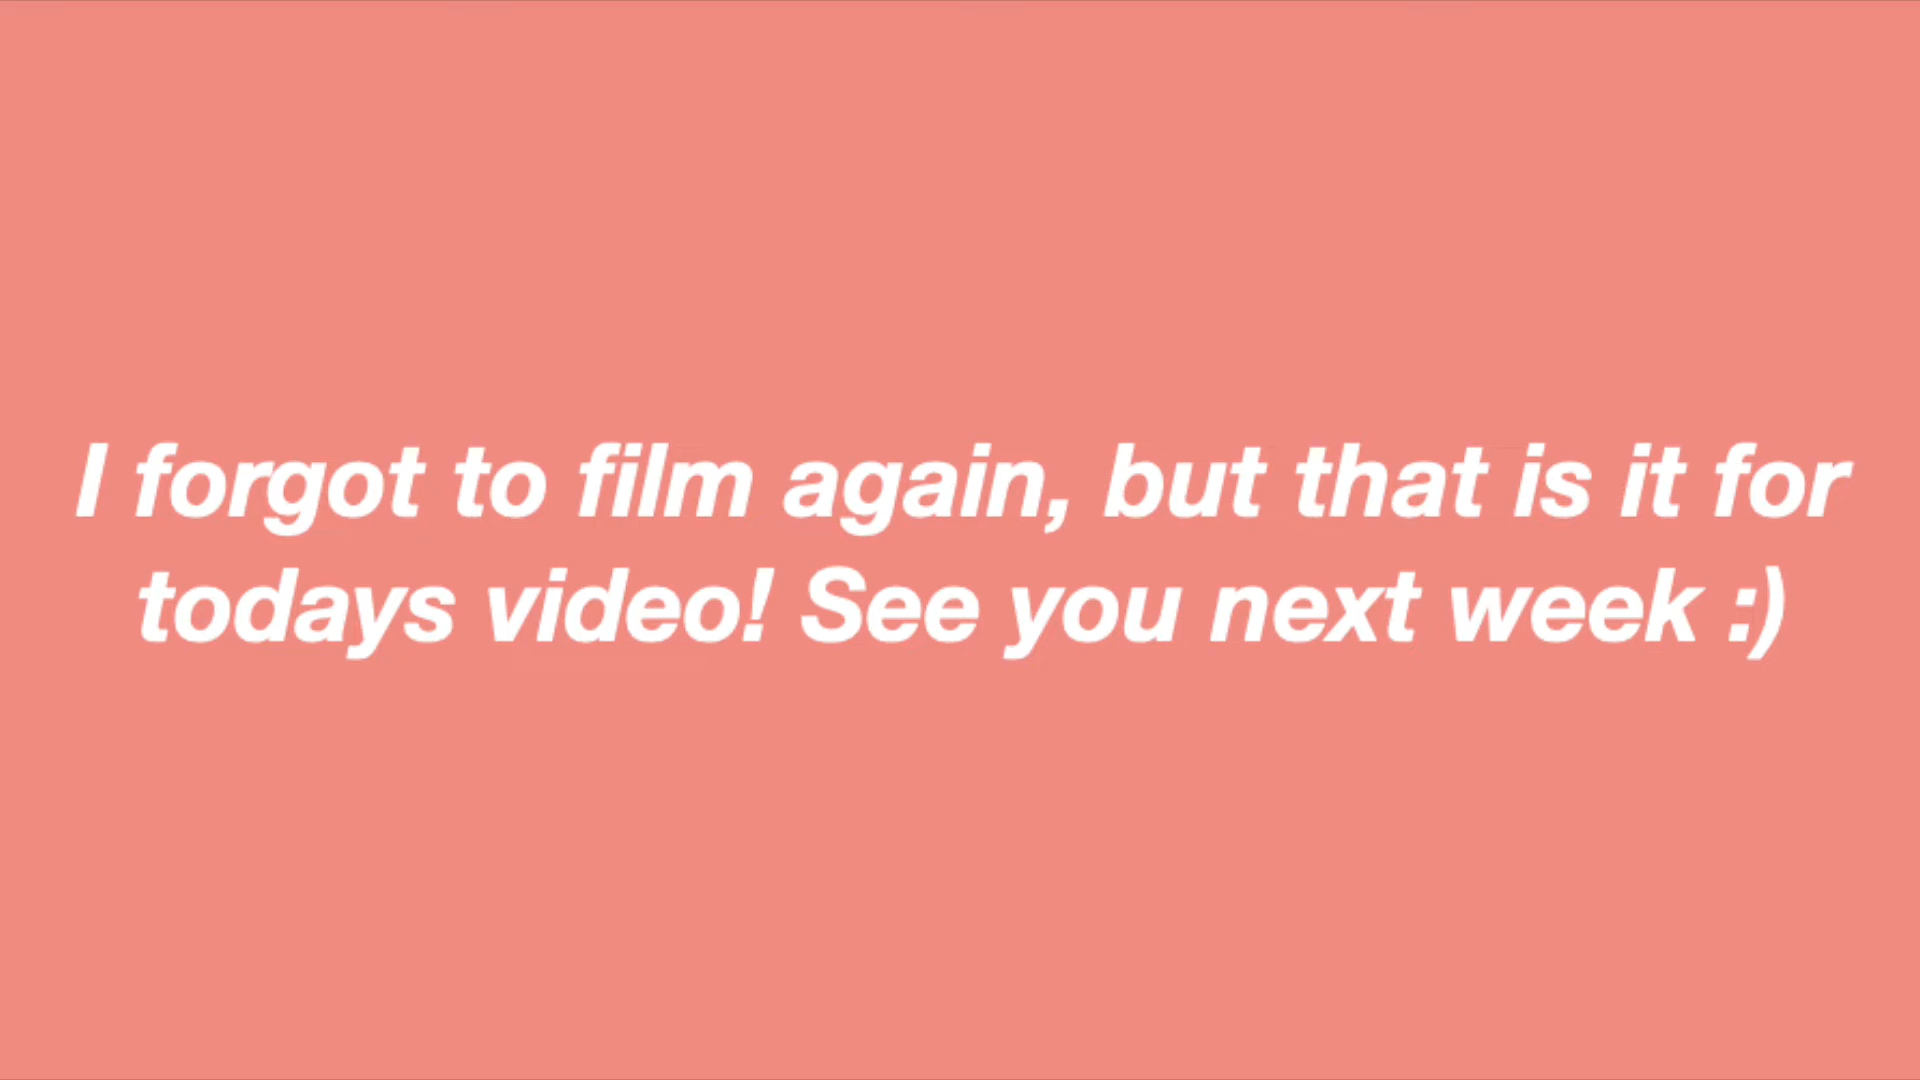 I forgot to film again, but that is it for
todays video! See you next week :)